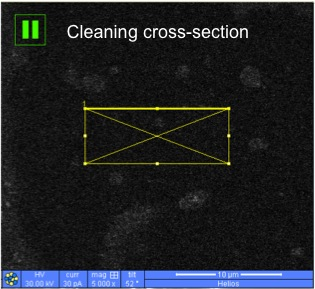 Cleaning cross-section
HV curr mag tilt 10 µm
30.00 kV 30 pA 5 000 x 52 ° Helios